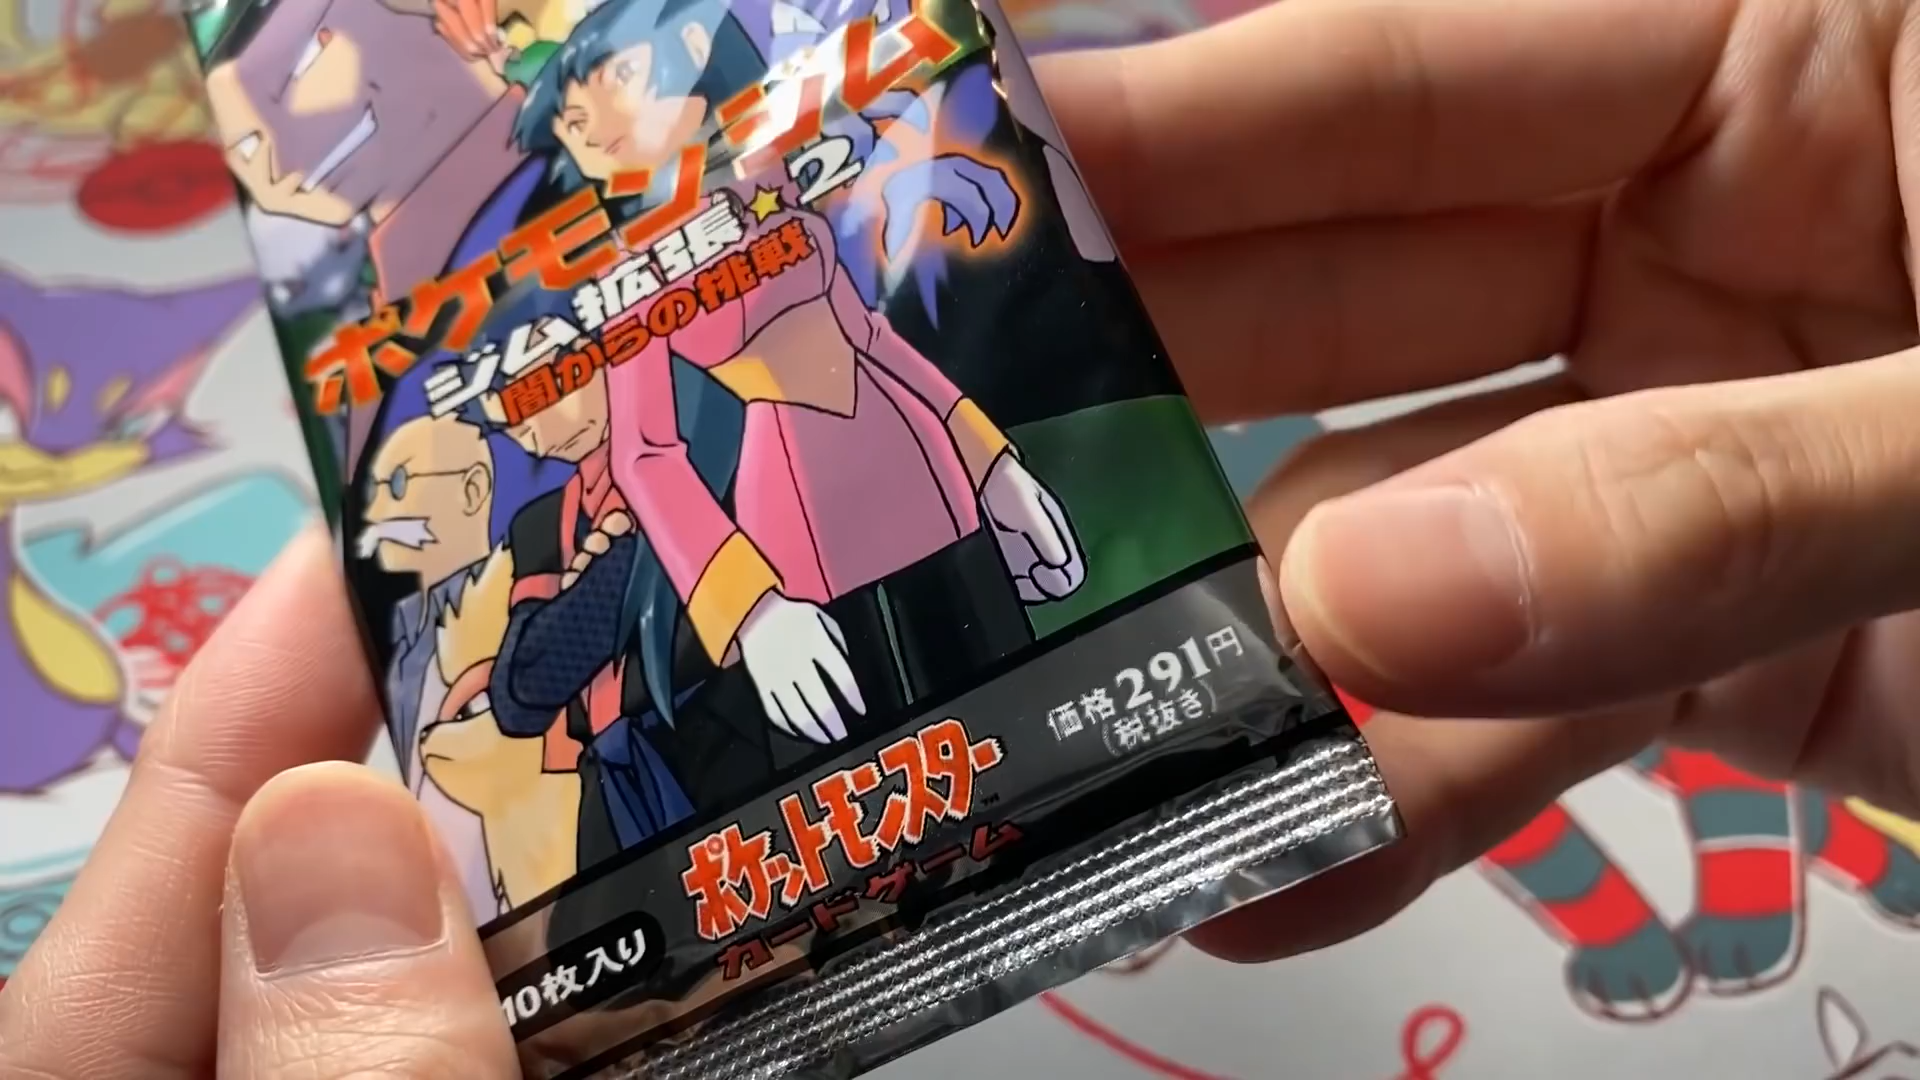 ポケモンジム
ジム拡張★2
闇からの挑戦
価格291円
(税抜き)
ポケットモンスター™
カードゲーム
10枚入り